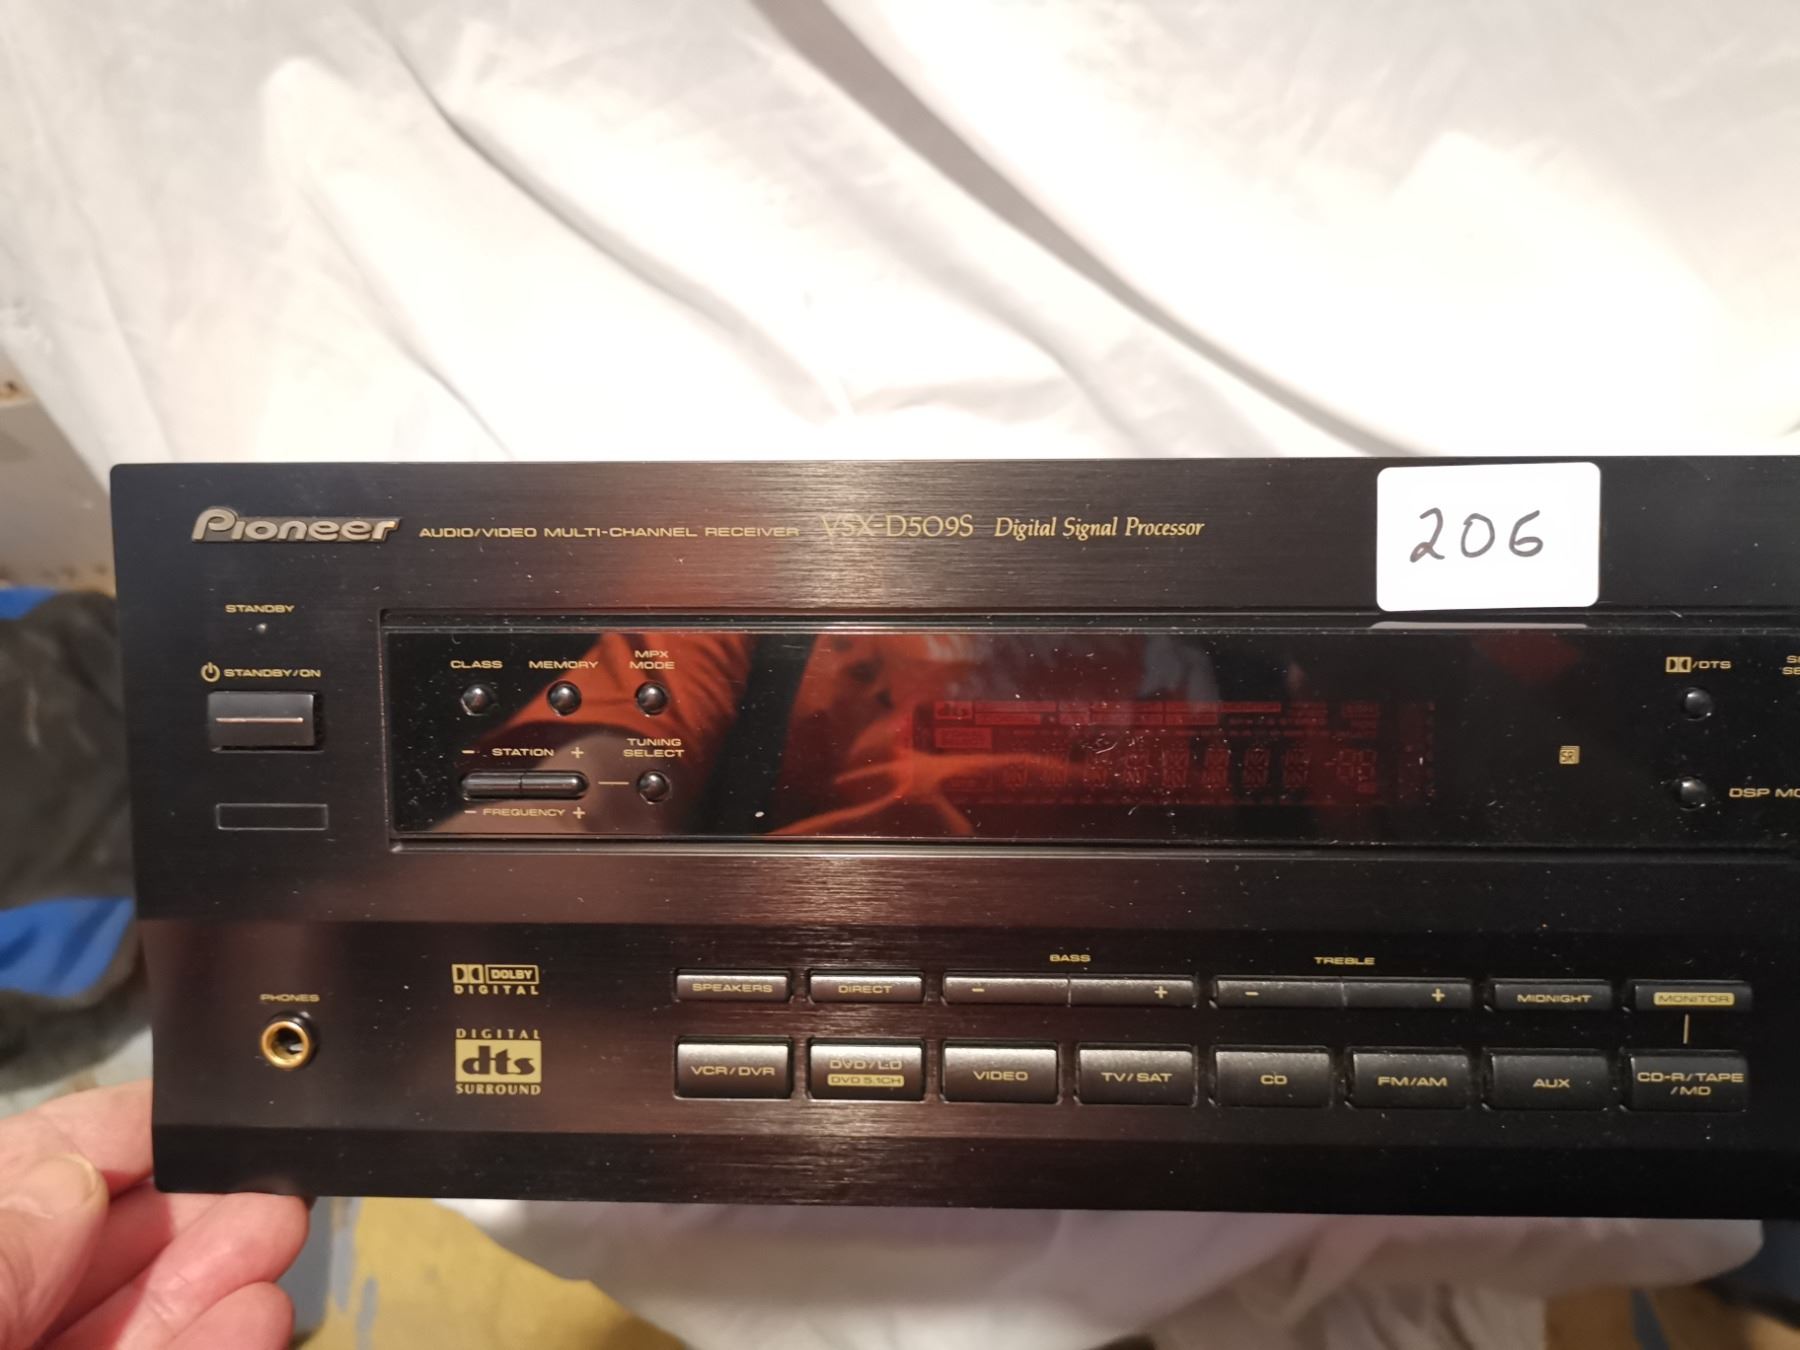 Pioneer AUDIO/VIDEO MULTI-CHANNEL RECEIVER VSX-D509S Digital Signal Processor
206
STANDBY
STANDBY/ON
CLASS MEMORY MPX MODE
− STATION +
TUNING SELECT
− FREQUENCY +
SR
DD/DTS
DSP
PHONES
DOLBY
DIGITAL
DIGITAL
dts
SURROUND
BASS
TREBLE
SPEAKERS DIRECT − + − + MIDNIGHT MONITOR
VCR/DVR DVD/LD VIDEO TV/SAT CD FM/AM AUX CD-R/TAPE
DVD 5.1CH /MD